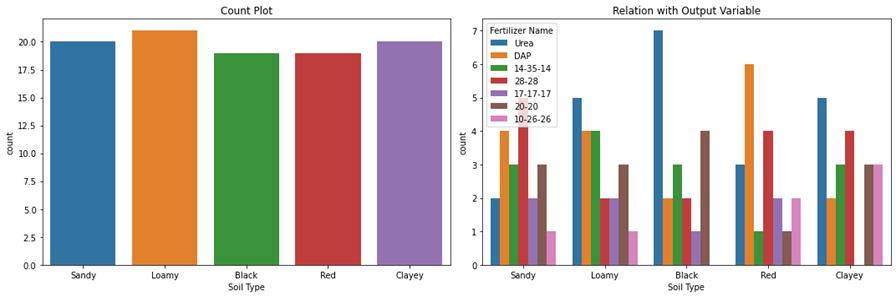 Count Plot
20.0
17.5
15.0
12.5
10.0
7.5
5.0
2.5
0.0
count
Sandy Loamy Black Red Clayey
Soil Type
Relation with Output Variable
7
6
5
4
3
2
1
0
count
Fertilizer Name
Urea
DAP
14-35-14
28-28
17-17-17
20-20
10-26-26
Sandy Loamy Black Red Clayey
Soil Type